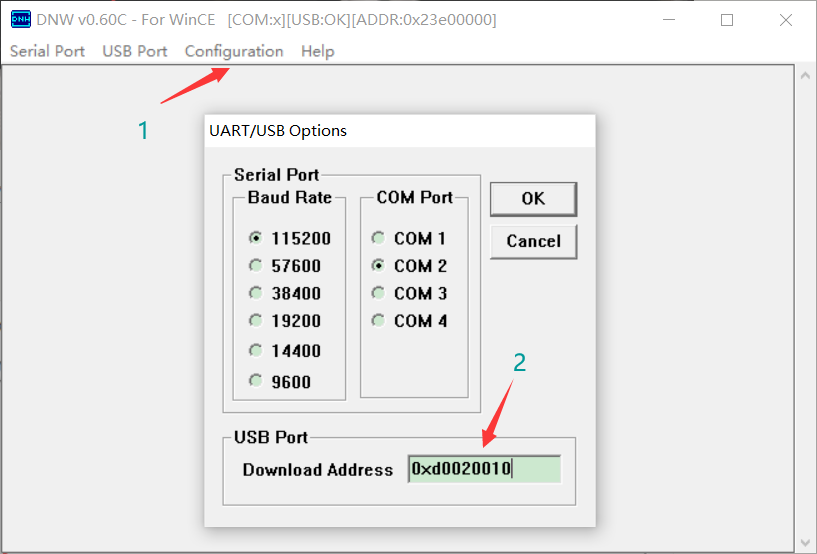 DNW DNW v0.60C - For WinCE [COM:x][USB:OK][ADDR:0x23e00000]
Serial Port USB Port Configuration Help
1
UART/USB Options
Serial Port
Baud Rate COM Port
OK
115200 COM 1
Cancel
57600 COM 2
38400 COM 3
19200 COM 4
14400
2
9600
USB Port
Download Address 0xd0020010